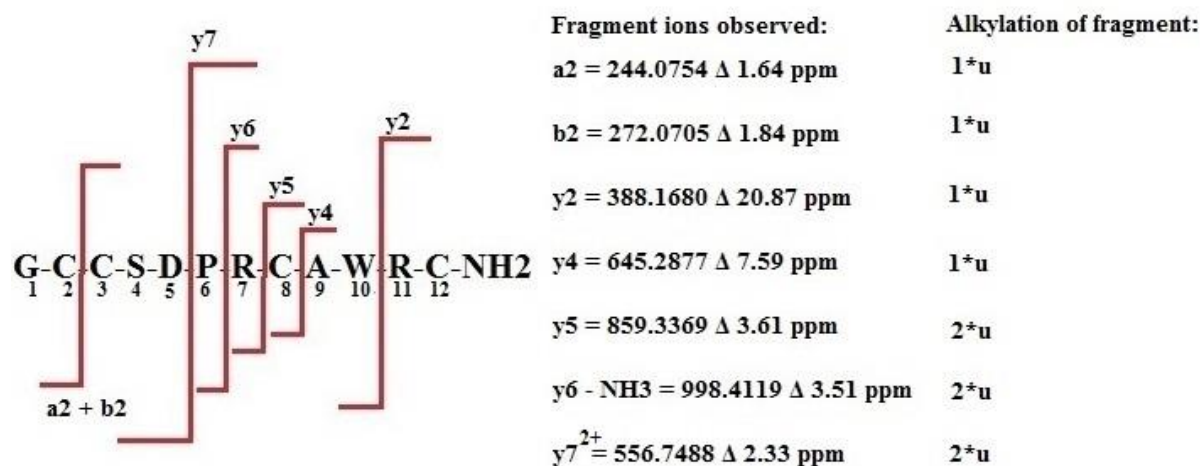 Fragment ions observed: Alkylation of fragment:
y7
a2 = 244.0754 Δ 1.64 ppm 1*u
y6
b2 = 272.0705 Δ 1.84 ppm 1*u
y2
y5
y2 = 388.1680 Δ 20.87 ppm 1*u
y4
G-C-C-S-D-P-R-C-A-W-R-C-NH2
1 2 3 4 5 6 7 8 9 10 11 12
y4 = 645.2877 Δ 7.59 ppm 1*u
y5 = 859.3369 Δ 3.61 ppm 2*u
y6 - NH3 = 998.4119 Δ 3.51 ppm 2*u
a2 + b2
y7 2+ = 556.7488 Δ 2.33 ppm 2*u